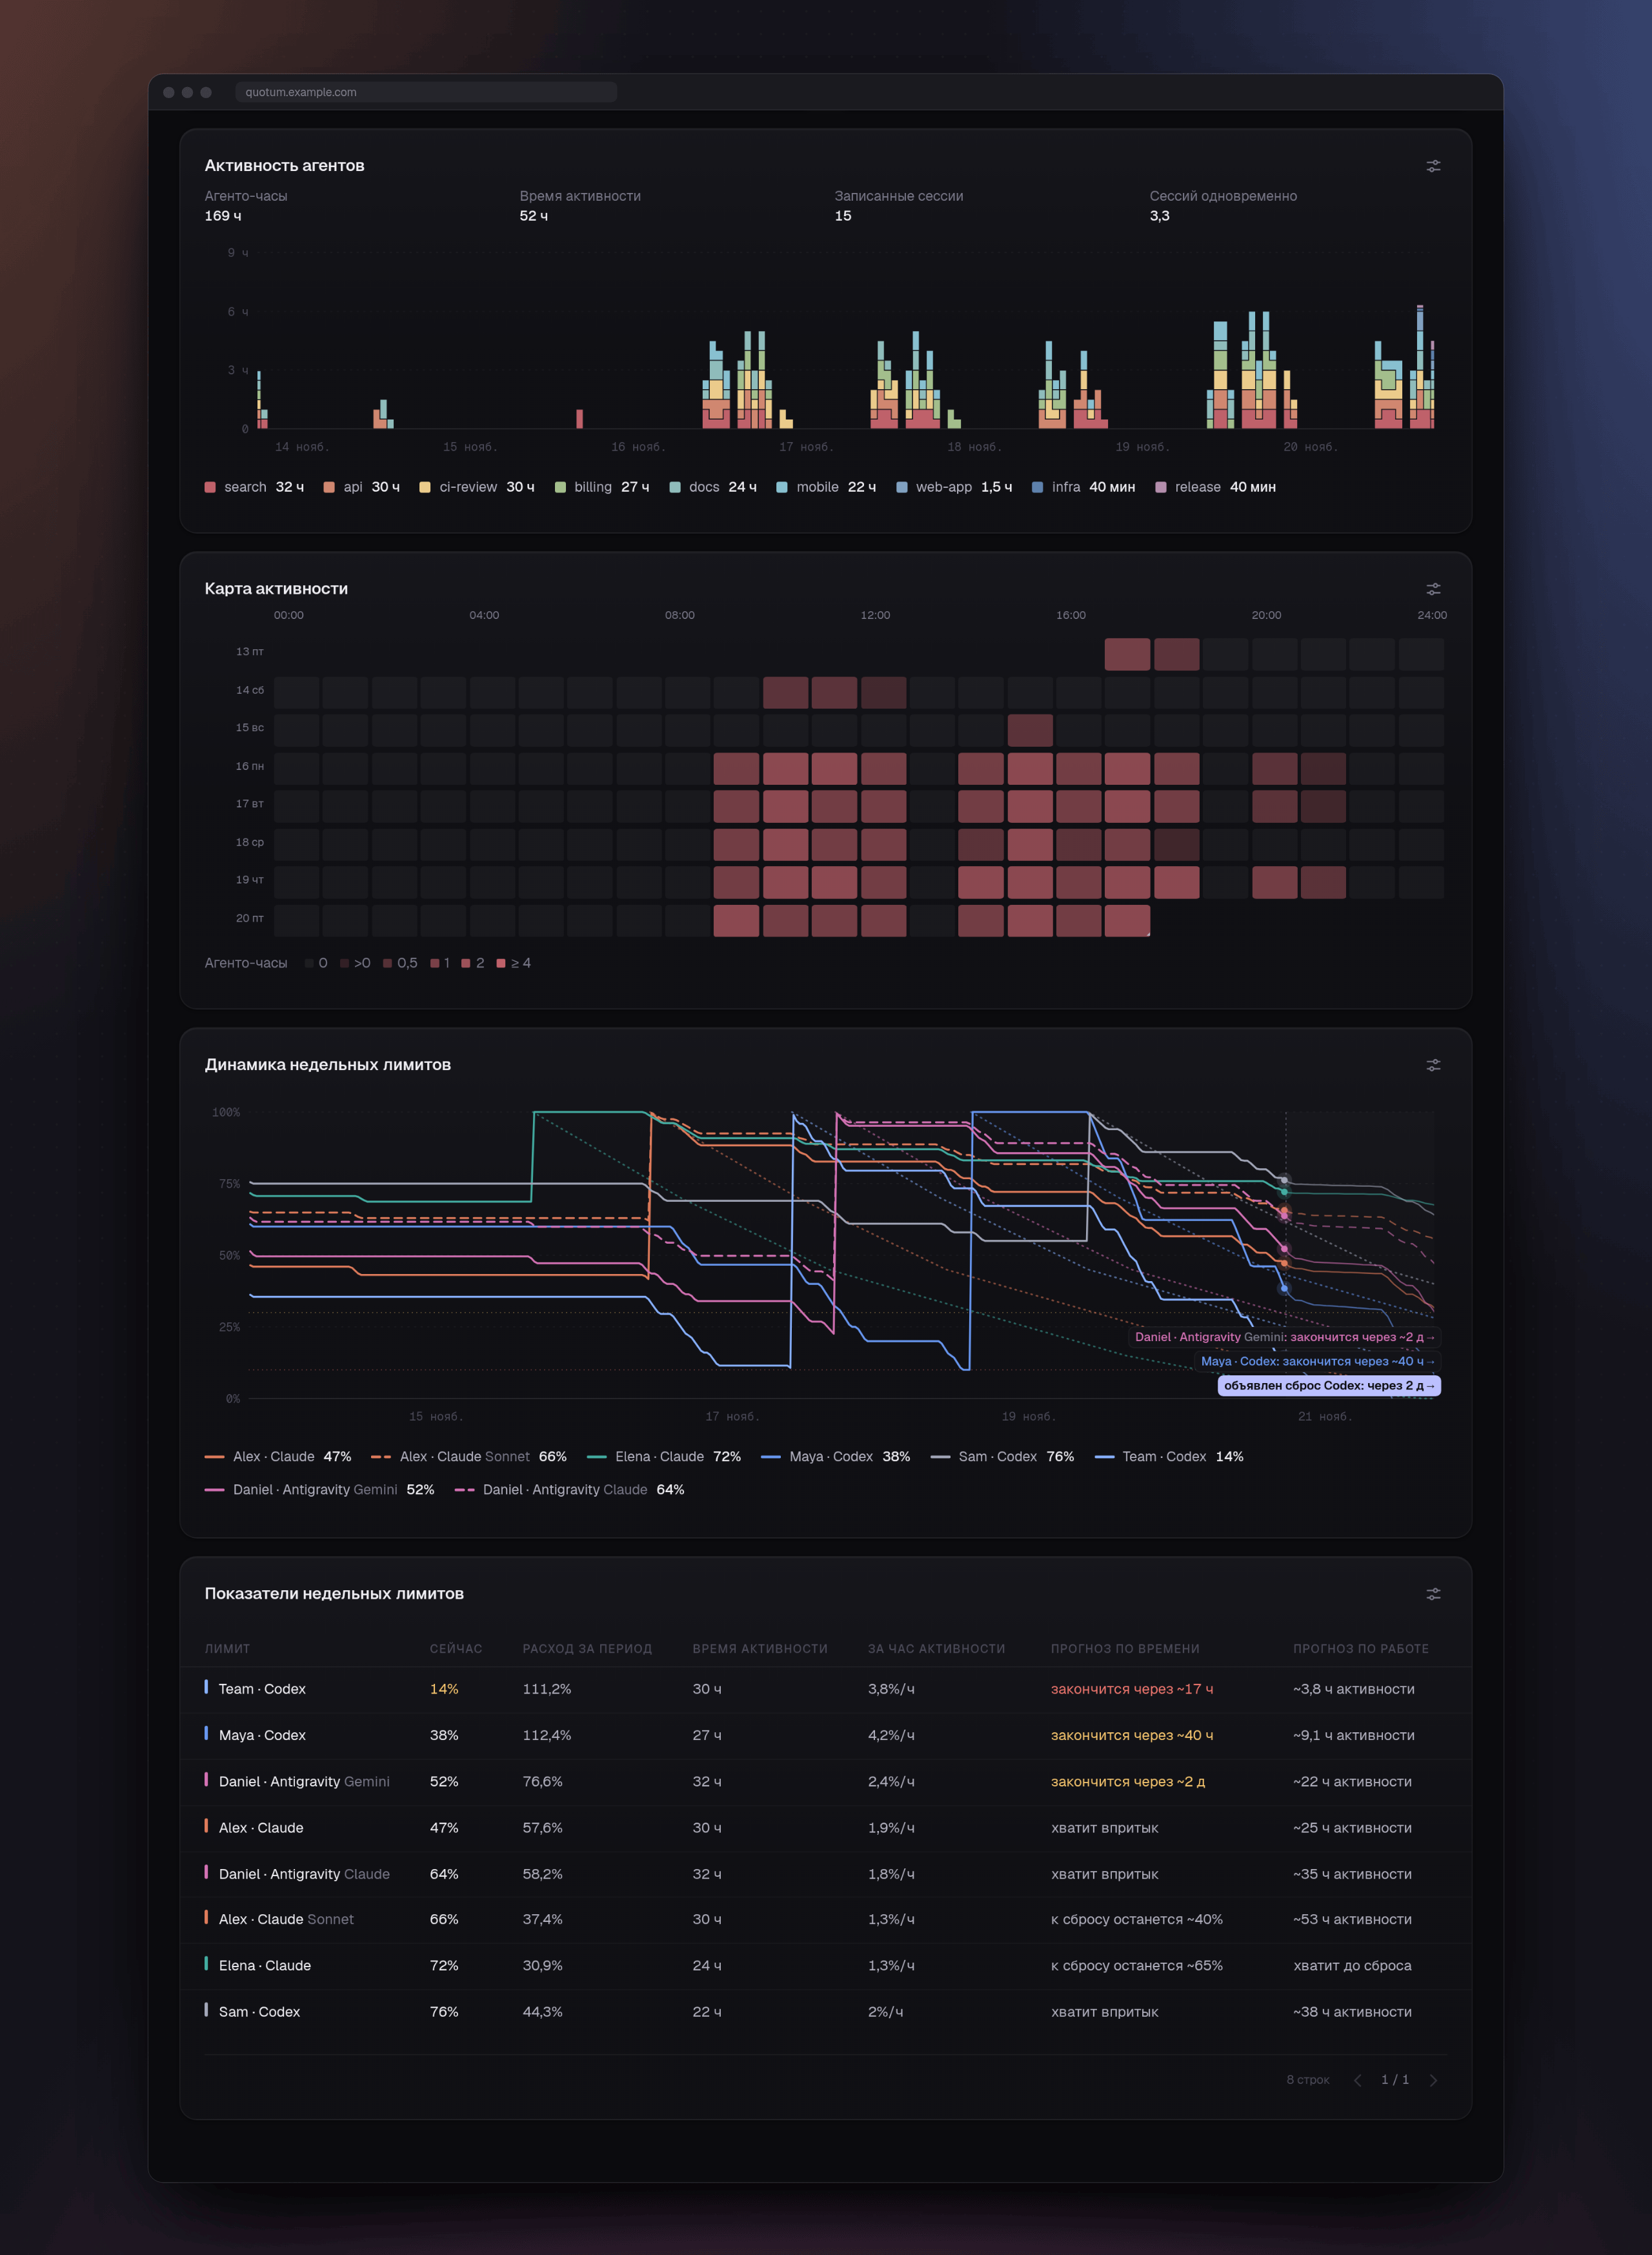 quotum.example.com
Активность агентов
Агенто-часы Время активности Записанные сессии Сессий одновременно
169 ч 52 ч 15 3,3
9 ч
6 ч
3 ч
0
14 нояб. 15 нояб. 16 нояб. 17 нояб. 18 нояб. 19 нояб. 20 нояб.
search 32 ч api 30 ч ci-review 30 ч billing 27 ч docs 24 ч mobile 22 ч web-app 1,5 ч infra 40 мин release 40 мин
Карта активности
00:00 04:00 08:00 12:00 16:00 20:00 24:00
13 пт
14 сб
15 вс
16 пн
17 вт
18 ср
19 чт
20 пт
Агенто-часы 0 >0 0,5 1 2 ≥ 4
Динамика недельных лимитов
100%
75%
50%
25%
Daniel · Antigravity Gemini: закончится через ~2 д→
Maya · Codex: закончится через ~40 ч→
объявлен сброс Codex: через 2 д→
0%
15 нояб. 17 нояб. 19 нояб. 21 нояб.
Alex · Claude 47% Alex · Claude Sonnet 66% Elena · Claude 72% Maya · Codex 38% Sam · Codex 76% Team · Codex 14%
Daniel · Antigravity Gemini 52% Daniel · Antigravity Claude 64%
Показатели недельных лимитов
ЛИМИТ СЕЙЧАС РАСХОД ЗА ПЕРИОД ВРЕМЯ АКТИВНОСТИ ЗА ЧАС АКТИВНОСТИ ПРОГНОЗ ПО ВРЕМЕНИ ПРОГНОЗ ПО РАБОТЕ
Team · Codex 14% 111,2% 30 ч 3,8%/ч закончится через ~17 ч ~3,8 ч активности
Maya · Codex 38% 112,4% 27 ч 4,2%/ч закончится через ~40 ч ~9,1 ч активности
Daniel · Antigravity Gemini 52% 76,6% 32 ч 2,4%/ч закончится через ~2 д ~22 ч активности
Alex · Claude 47% 57,6% 30 ч 1,9%/ч хватит впритык ~25 ч активности
Daniel · Antigravity Claude 64% 58,2% 32 ч 1,8%/ч хватит впритык ~35 ч активности
Alex · Claude Sonnet 66% 37,4% 30 ч 1,3%/ч к сбросу останется ~40% ~53 ч активности
Elena · Claude 72% 30,9% 24 ч 1,3%/ч к сбросу останется ~65% хватит до сброса
Sam · Codex 76% 44,3% 22 ч 2%/ч хватит впритык ~38 ч активности
8 строк 1 / 1